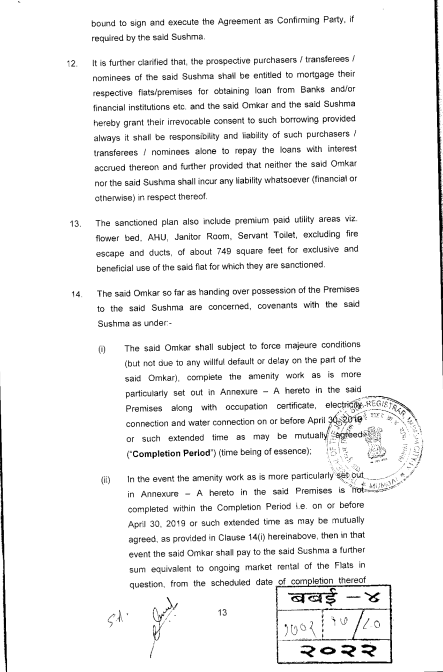 bound to sign and execute the Agreement as Confirming Party, if
required by the said Sushma.
12. It is further clarified that, the prospective purchasers / transferees /
nominees of the said Sushma shall be entitled to mortgage their
respective flats/premises for obtaining loan from Banks and/or
financial institutions etc. and the said Omkar and the said Sushma
hereby grant their irrevocable consent to such borrowing provided
always it shall be responsibility and liability of such purchasers /
transferees / nominees alone to repay the loans with interest
accrued thereon and further provided that neither the said Omkar
nor the said Sushma shall incur any liability whatsoever (financial or
otherwise) in respect thereof.
13. The sanctioned plan also include premium paid utility areas viz.
flower bed, AHU, Janitor Room, Servant Toilet, excluding fire
escape and ducts, of about 749 square feet for exclusive and
beneficial use of the said flat for which they are sanctioned.
14. The said Omkar so far as handing over possession of the Premises
to the said Sushma are concerned, covenants with the said
Sushma as under:-
(i) The said Omkar shall subject to force majeure conditions
(but not due to any willful default or delay on the part of the
said Omkar), complete the amenity work as is more
particularly set out in Annexure – A hereto in the said
Premises along with occupation certificate, electricity
connection and water connection on or before April 30, 2019
or such extended time as may be mutually agreed
("Completion Period") (time being of essence);
(ii) In the event the amenity work as is more particularly set out
in Annexure – A hereto in the said Premises is not
completed within the Completion Period i.e. on or before
April 30, 2019 or such extended time as may be mutually
agreed, as provided in Clause 14(i) hereinabove, then in that
event the said Omkar shall pay to the said Sushma a further
sum equivalent to ongoing market rental of the Flats in
question, from the scheduled date of completion thereof
13
बबई – ४
२०२२